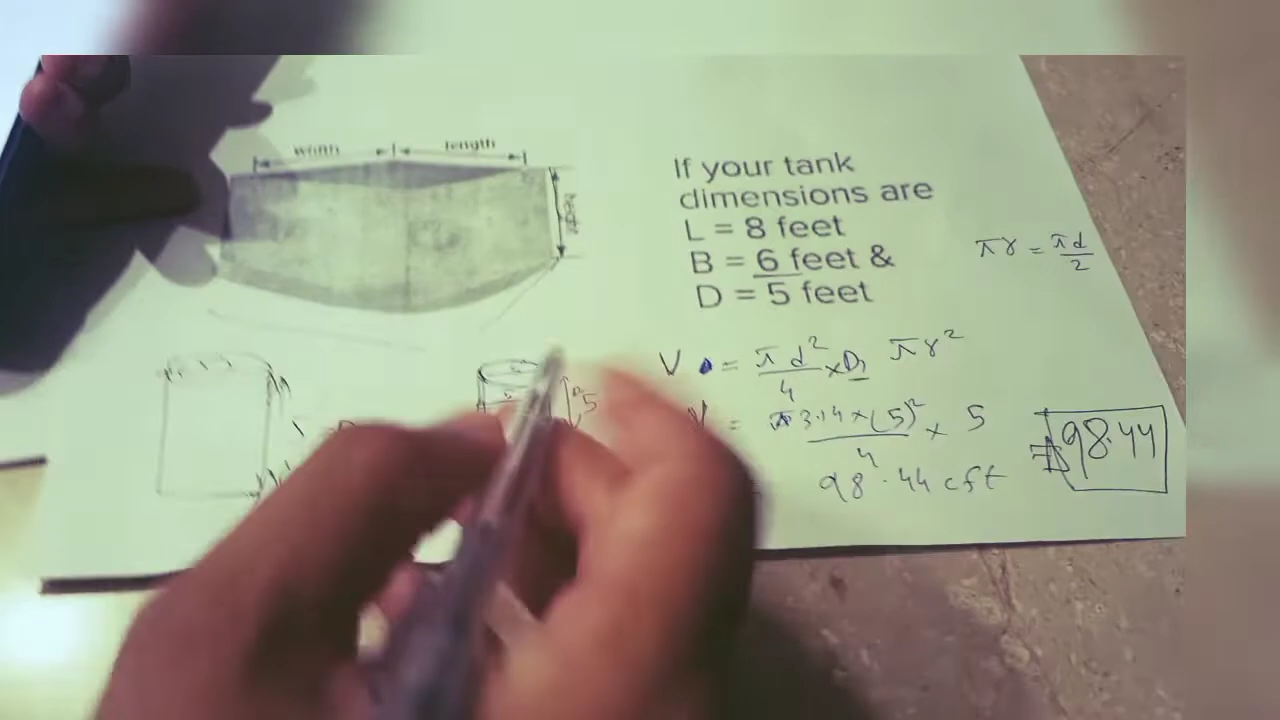 width length
height
If your tank
dimensions are
L = 8 feet
B = 6 feet &
D = 5 feet
πr = πd/2
V = πd²/4 × D πr²
= 3.14 × (5)²/4 × 5
98.44 cft
98.44
5